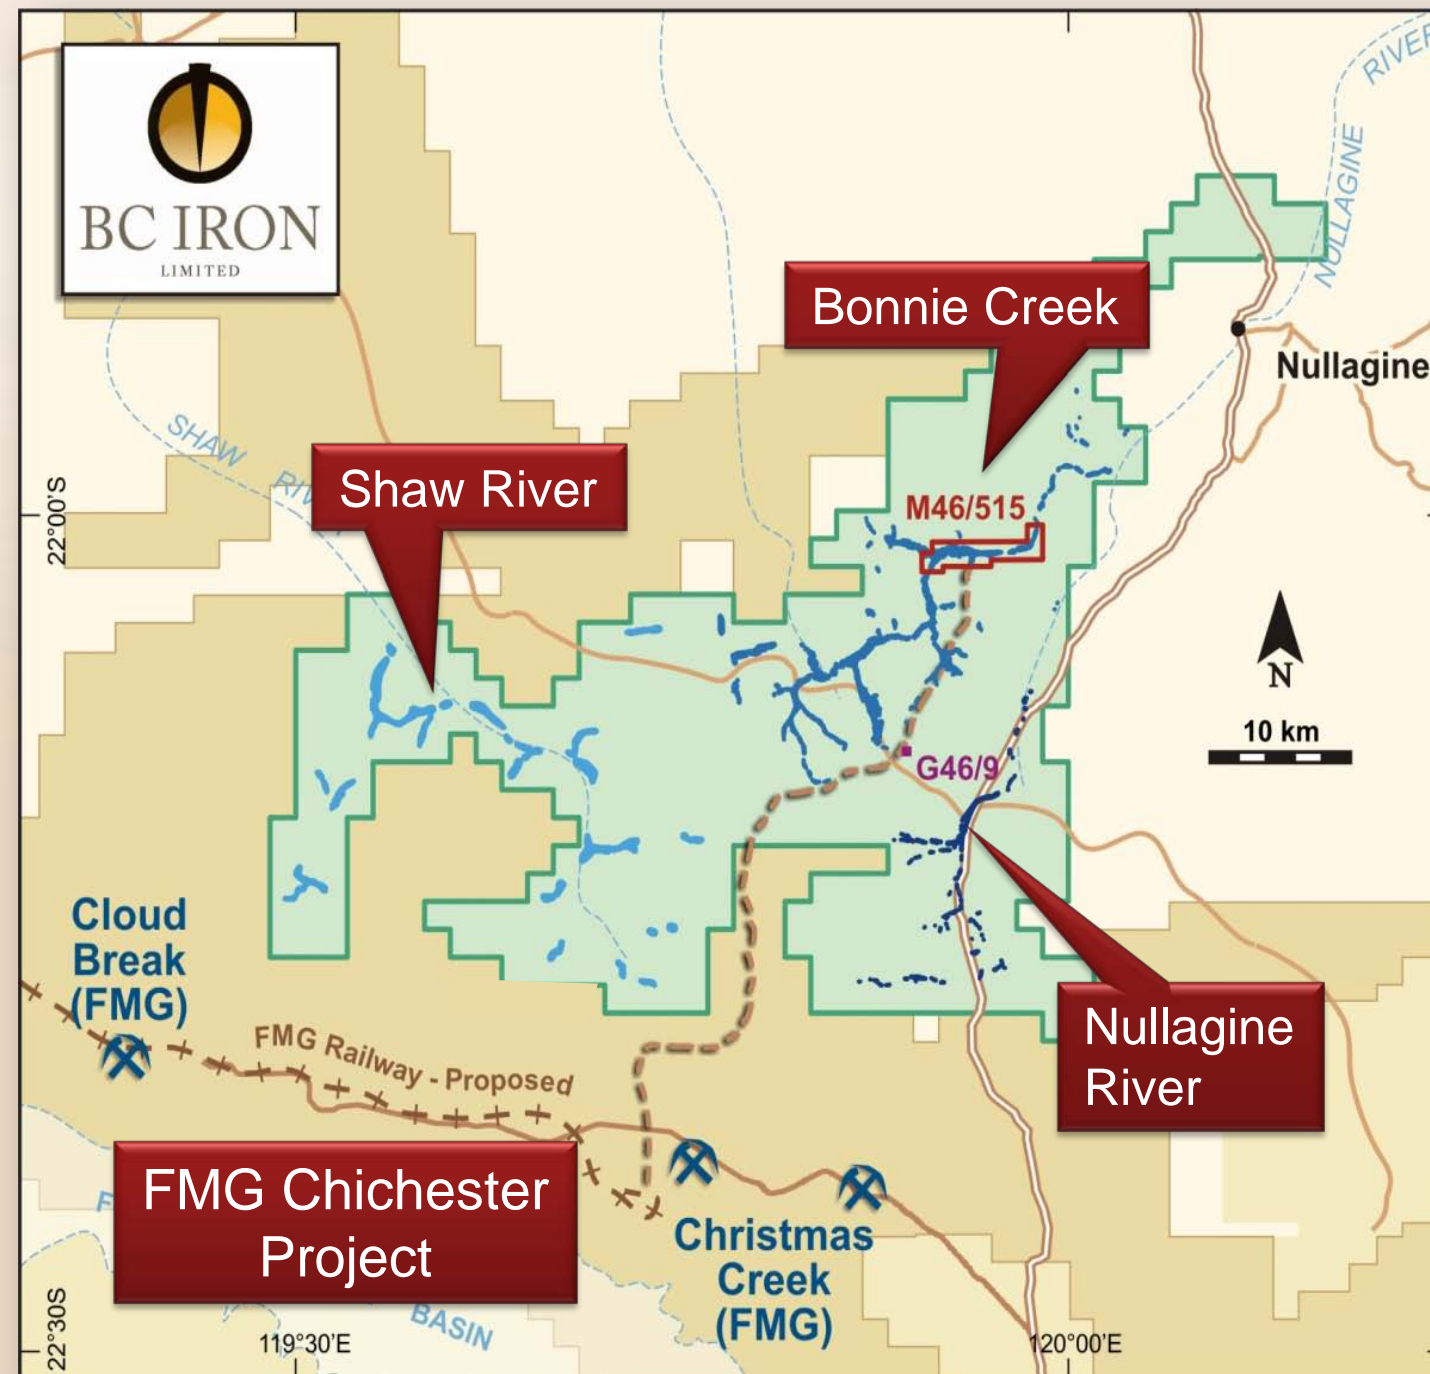 BC IRON
LIMITED
RIVER
NULLAGINE
Bonnie Creek
Nullagine
SHAW
Shaw River
M46/515
22°00'S
N
10 km
G46/9
Cloud
Break
(FMG)
FMG Railway - Proposed
Nullagine
River
FMG Chichester
Project
Christmas
Creek
(FMG)
BASIN
22°30'S
119°30'E
120°00'E